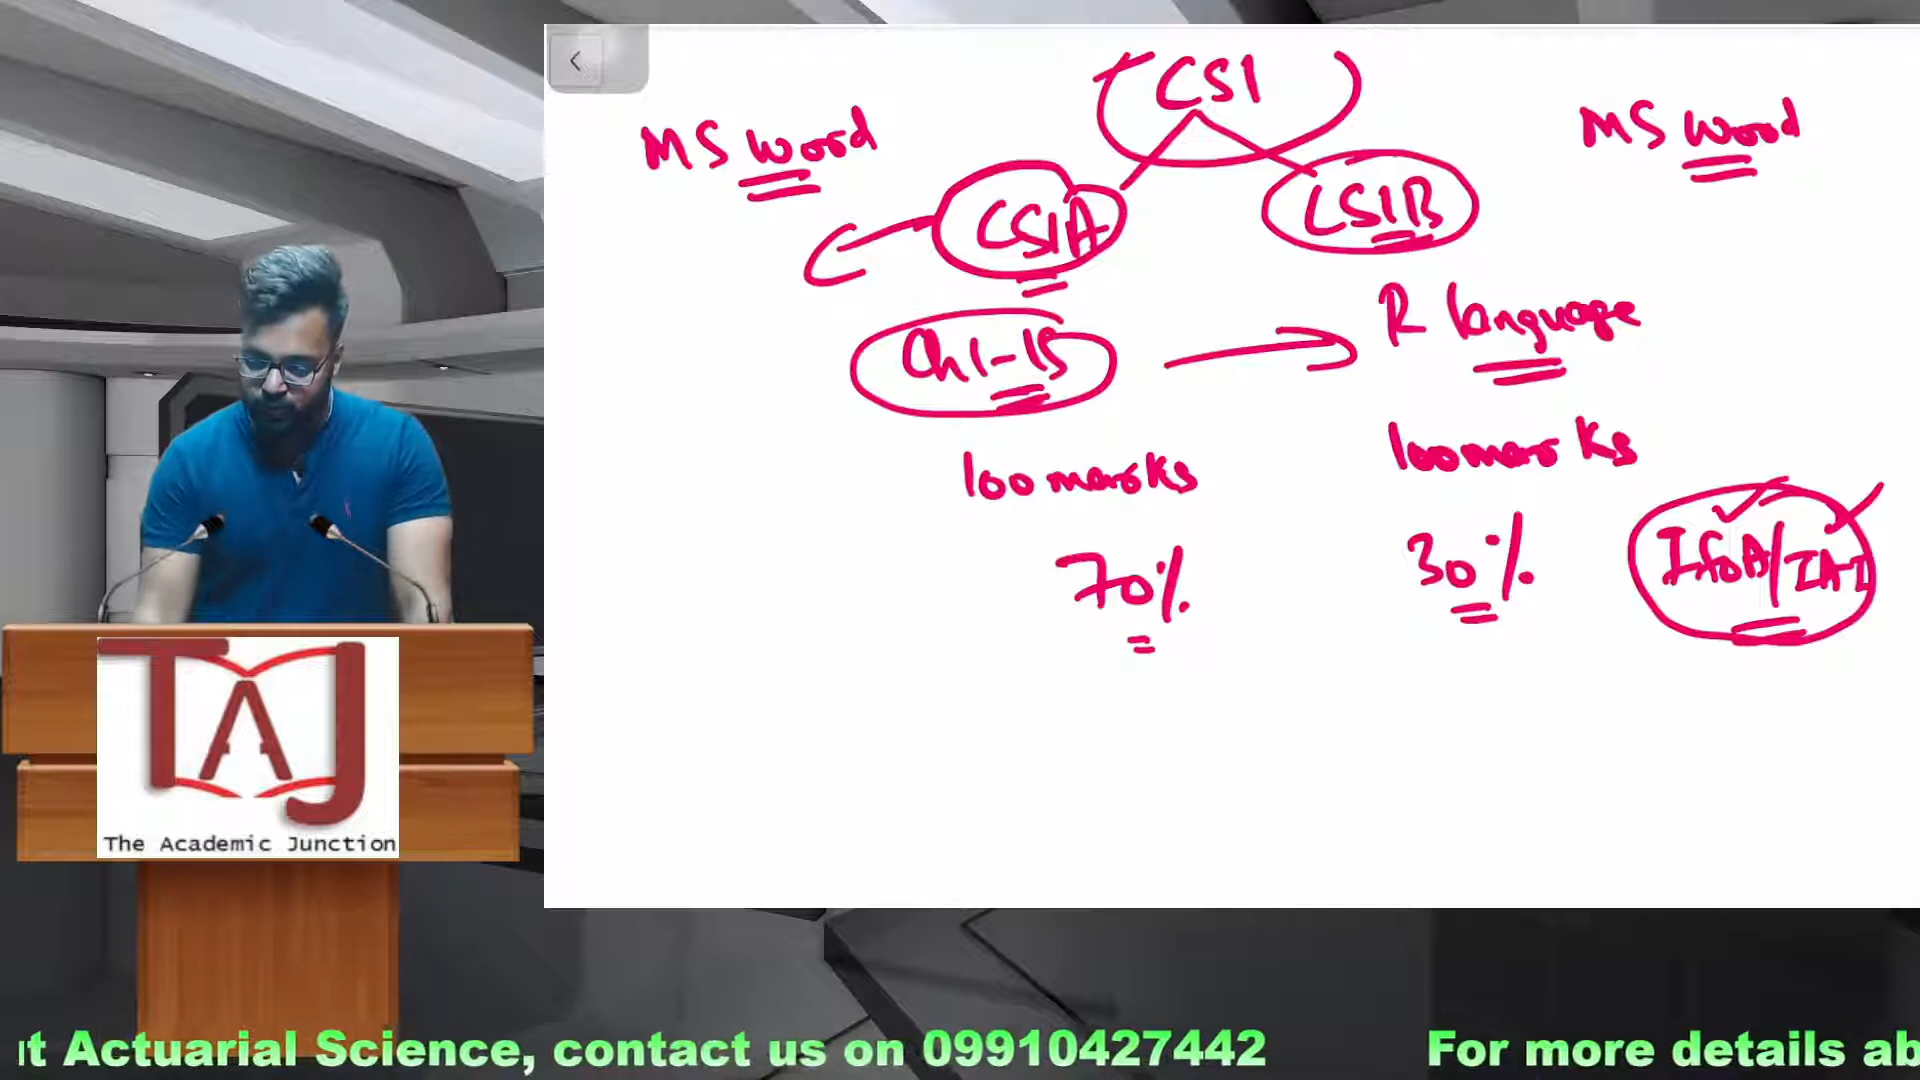 CS1
MS word
MS word
CS1A
CS1B
Ch1-15
R language
100 marks
100 marks
70%
30%
IFoA/IAI
TAJ
The Academic Junction
t Actuarial Science, contact us on 09910427442
For more details ab